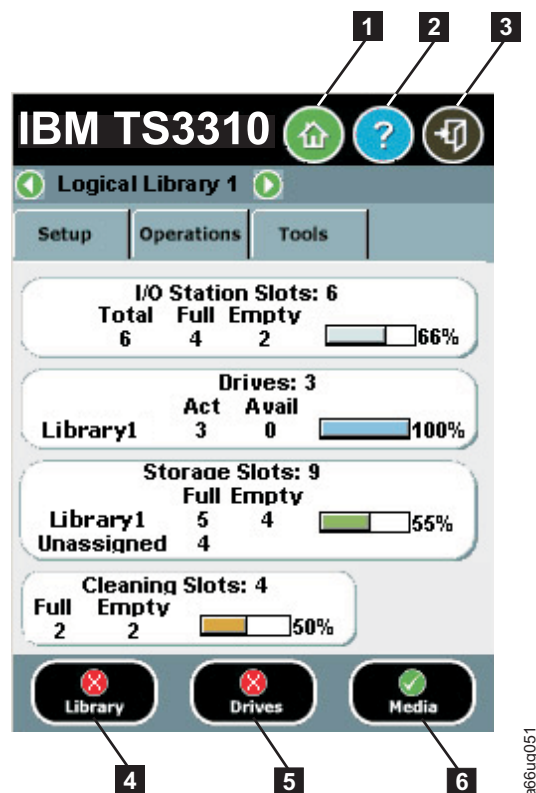 1 2 3
IBM TS3310 ?
Logical Library 1
Setup Operations Tools
I/O Station Slots: 6
Total Full Empty
6 4 2 66%
Drives: 3
Act Avail
Library1 3 0 100%
Storage Slots: 9
Full Empty
Library1 5 4 55%
Unassigned 4
Cleaning Slots: 4
Full Empty
2 2 50%
Library Drives Media
4 5 6
a66ug051